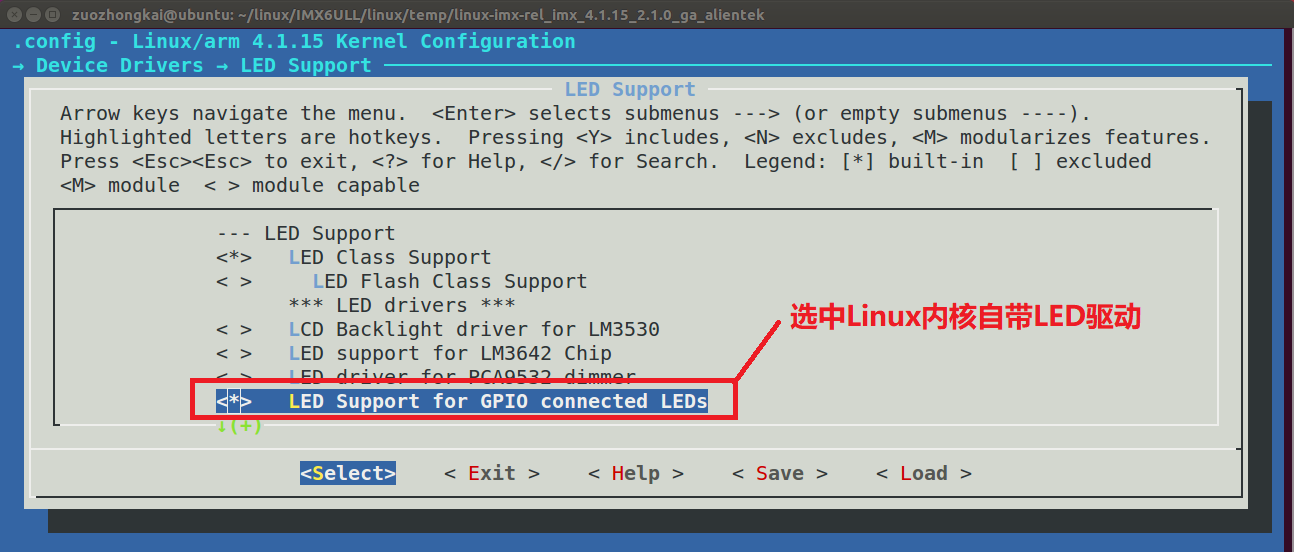 zuozhongkai@ubuntu: ~/linux/IMX6ULL/linux/temp/linux-imx-rel_imx_4.1.15_2.1.0_ga_alientek
.config - Linux/arm 4.1.15 Kernel Configuration
→ Device Drivers → LED Support
LED Support
Arrow keys navigate the menu.  <Enter> selects submenus ---> (or empty submenus ----).
Highlighted letters are hotkeys.  Pressing <Y> includes, <N> excludes, <M> modularizes features.
Press <Esc><Esc> to exit, <?> for Help, </> for Search.  Legend: [*] built-in  [ ] excluded
<M> module  < > module capable
--- LED Support
<*>   LED Class Support
< >     LED Flash Class Support
*** LED drivers ***
选中Linux内核自带LED驱动
< >   LCD Backlight driver for LM3530
< >   LED support for LM3642 Chip
< >   LED driver for PCA9532 dimmer
<*>   LED Support for GPIO connected LEDs
↓(+)
<Select>    < Exit >    < Help >    < Save >    < Load >